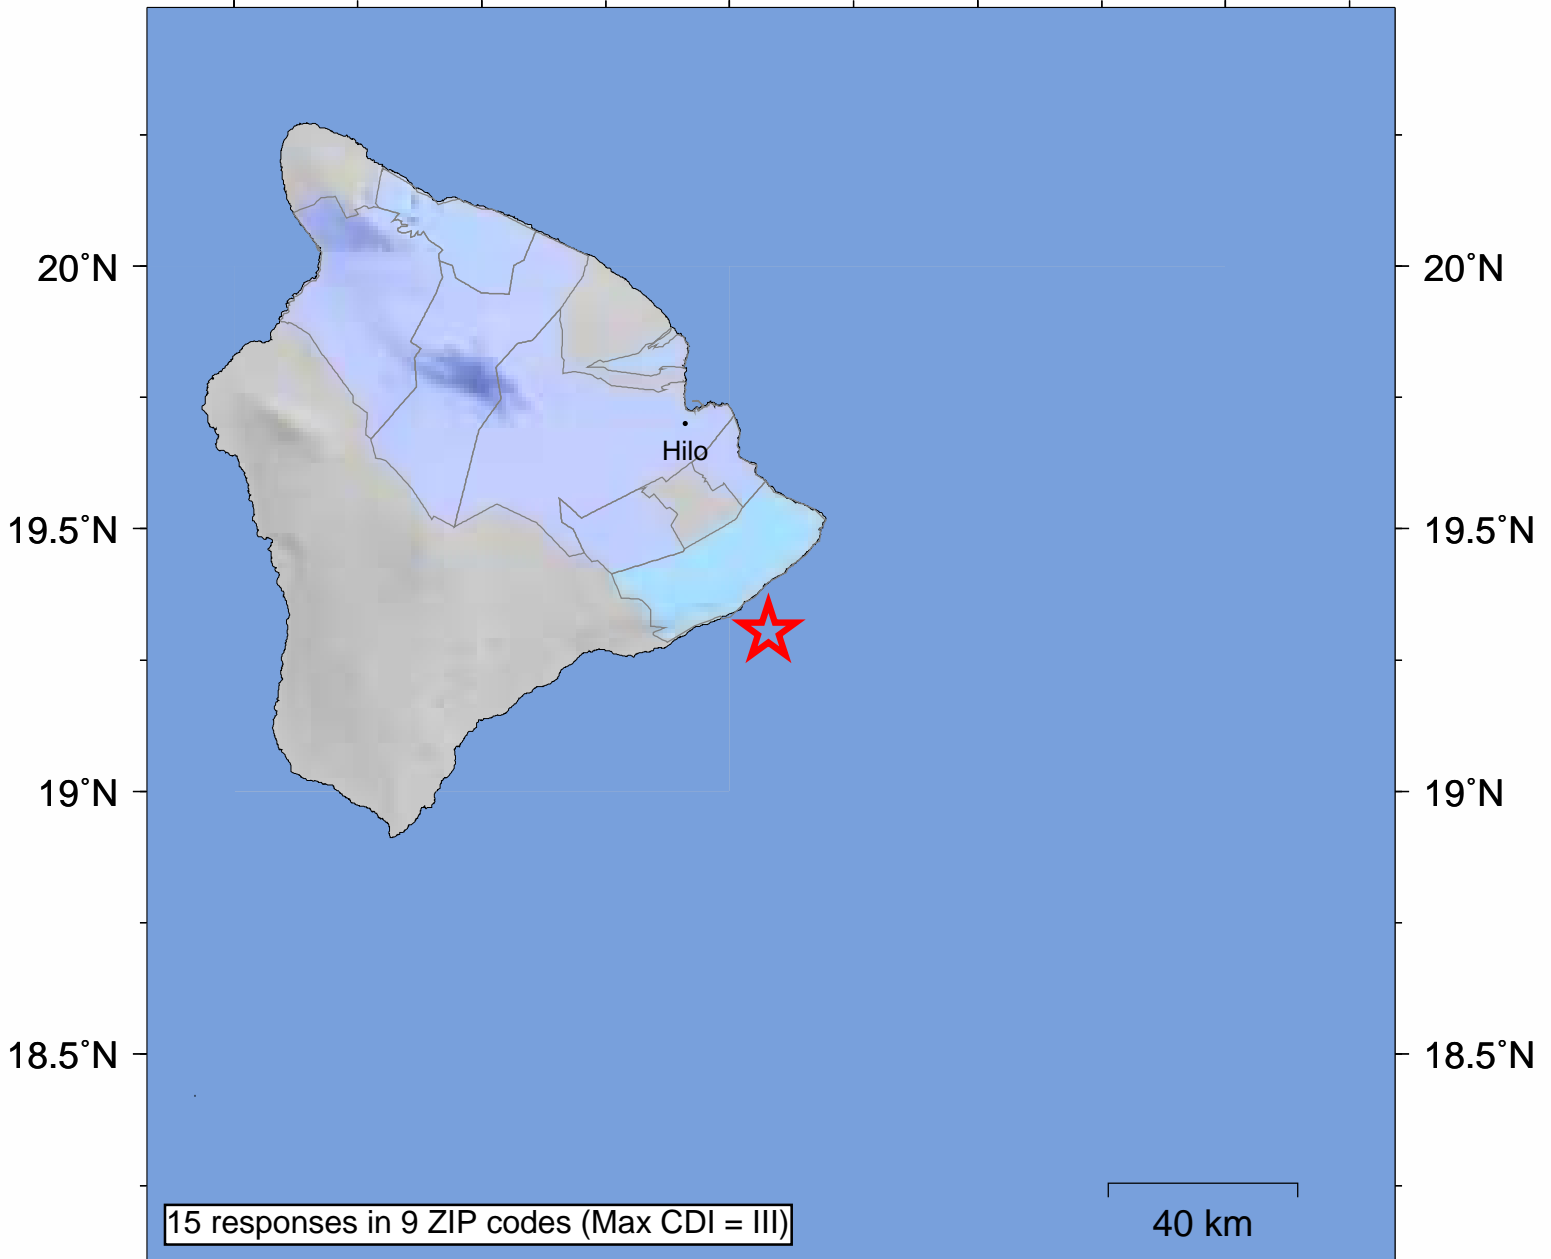 20˚N
20˚N
Hilo
19.5˚N
19.5˚N
19˚N
19˚N
18.5˚N
18.5˚N
15 responses in 9 ZIP codes (Max CDI = III)
40 km